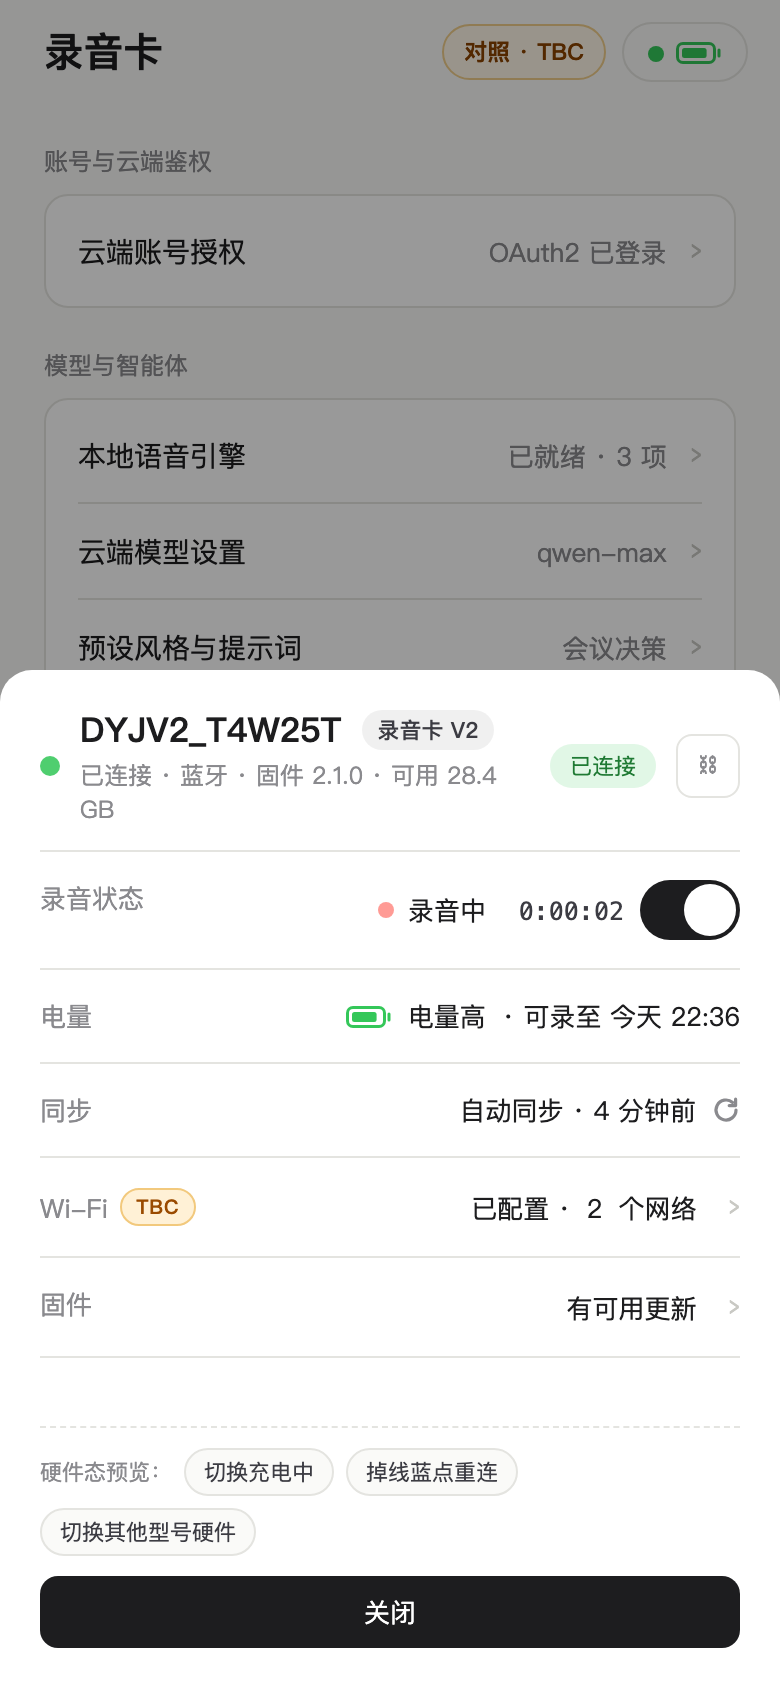 录音卡
对照 · TBC
账号与云端鉴权
云端账号授权 OAuth2 已登录
模型与智能体
本地语音引擎 已就绪 · 3 项
云端模型设置 qwen-max
预设风格与提示词 会议决策
DYJV2_T4W25T 录音卡 V2
已连接 · 蓝牙 · 固件 2.1.0 · 可用 28.4
GB
已连接
录音状态 录音中 0:00:02
电量 电量高 · 可录至 今天 22:36
同步 自动同步 · 4 分钟前
Wi-Fi TBC 已配置 · 2 个网络
固件 有可用更新
硬件态预览： 切换充电中 掉线蓝点重连
切换其他型号硬件
关闭